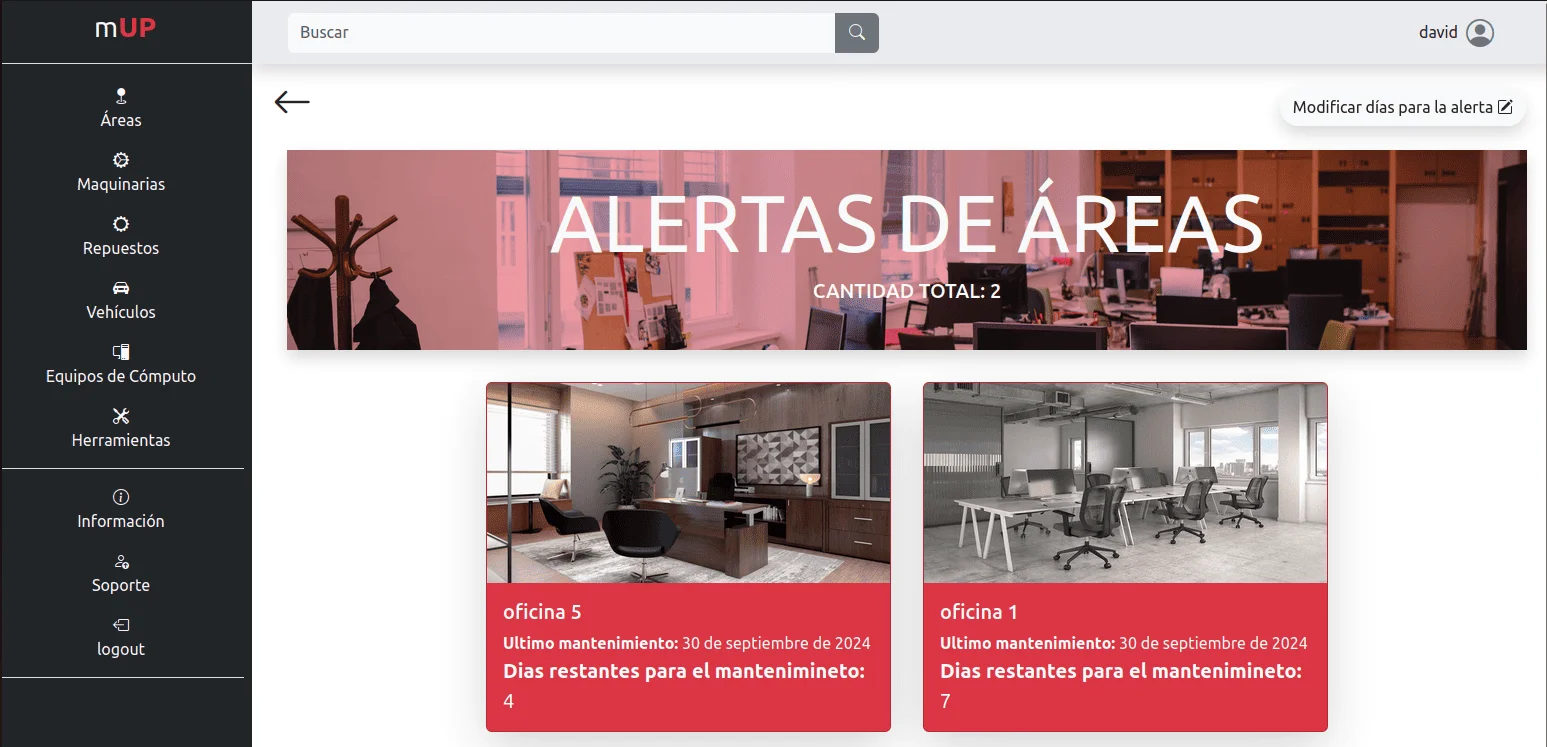 mUP
Buscar
david
Áreas
Maquinarias
Repuestos
Vehículos
Equipos de Cómputo
Herramientas
Información
Soporte
logout
Modificar días para la alerta
ALERTAS DE ÁREAS
CANTIDAD TOTAL: 2
oficina 5
Ultimo mantenimiento: 30 de septiembre de 2024
Dias restantes para el mantenimineto:
4
oficina 1
Ultimo mantenimiento: 30 de septiembre de 2024
Dias restantes para el mantenimineto:
7